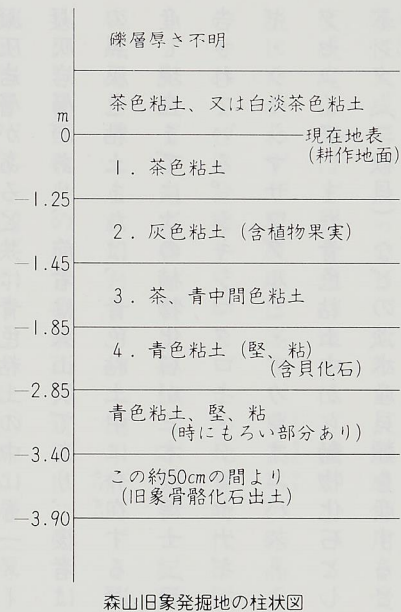 礫層厚さ不明
茶色粘土、又は白淡茶色粘土
m
0
現在地表
(耕作地面)
1．茶色粘土
−1.25
2．灰色粘土（含植物果実）
−1.45
3．茶、青中間色粘土
−1.85
4．青色粘土（堅、粘）
（含貝化石）
−2.85
青色粘土、堅、粘
（時にもろい部分あり）
−3.40
この約50cmの間より
（旧象骨骼化石出土）
−3.90
森山旧象発掘地の柱状図